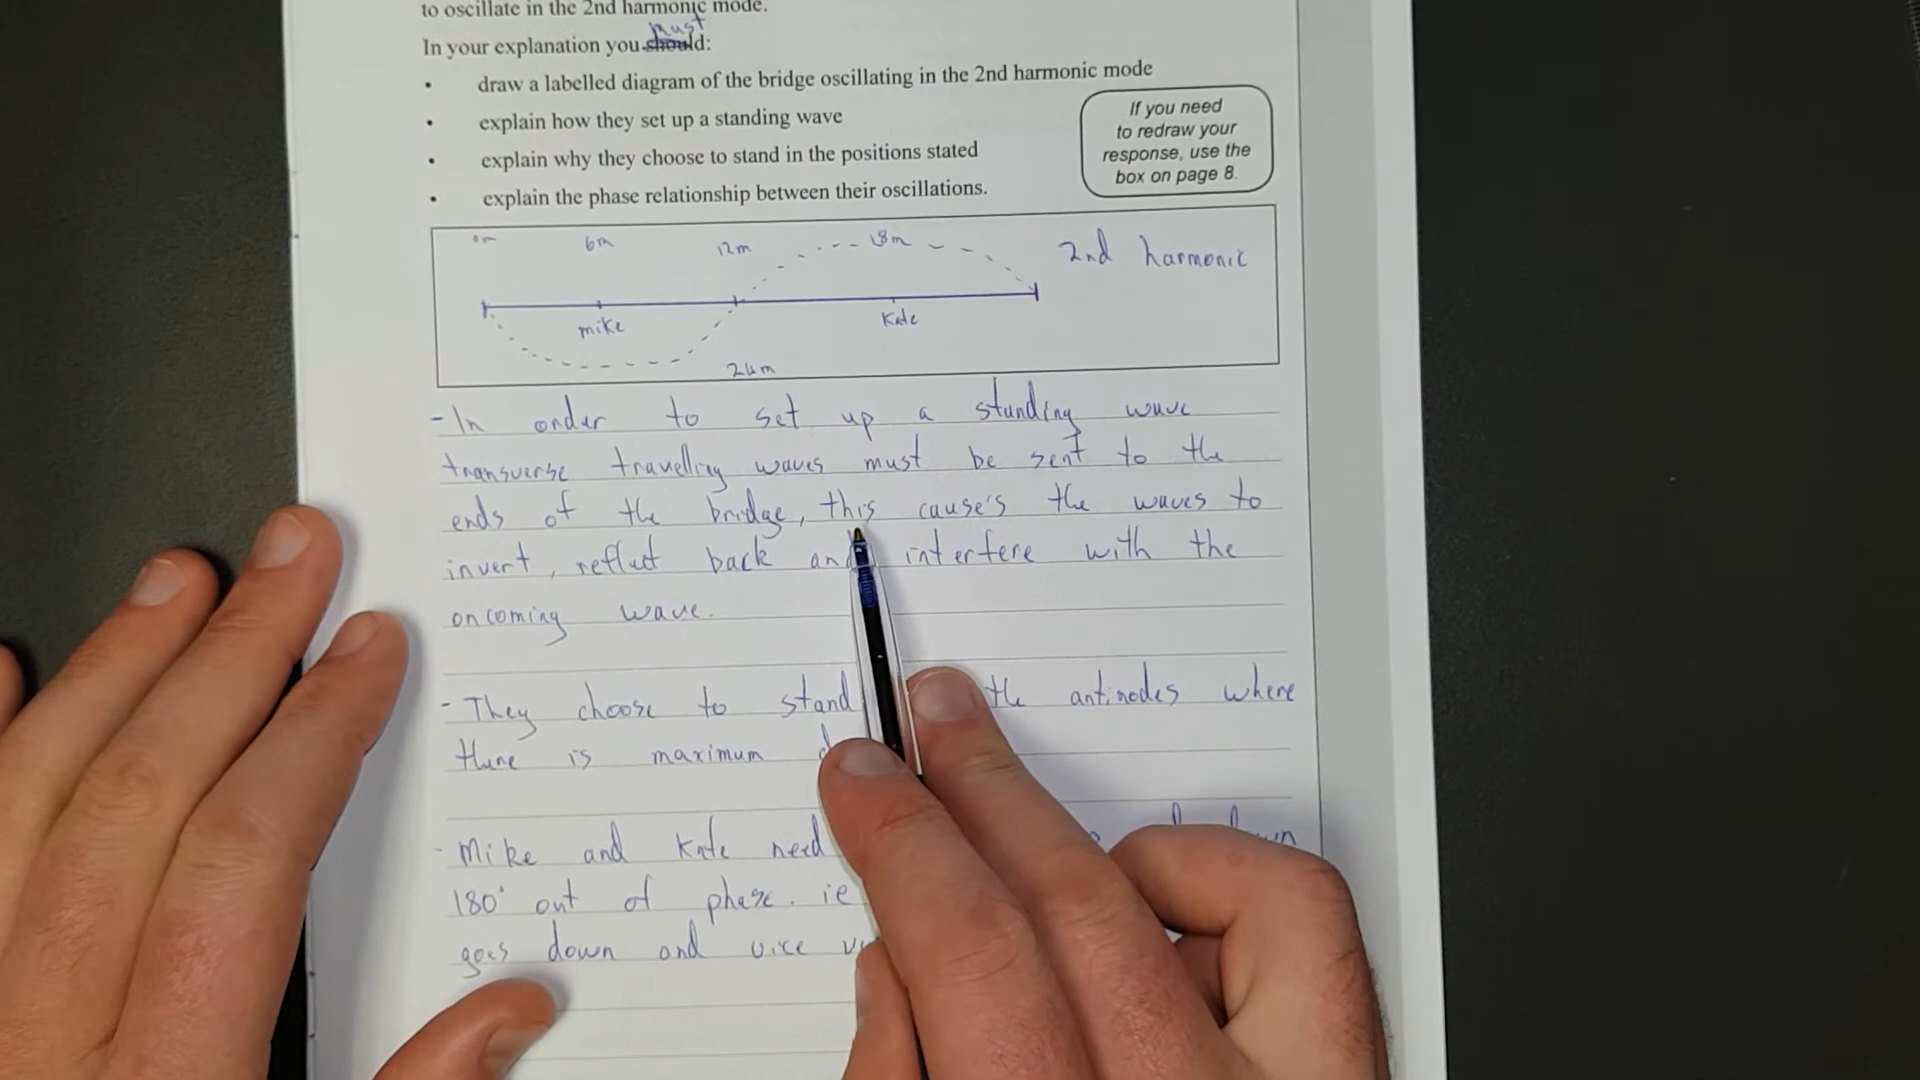 to oscillate in the 2nd harmonic mode.
must
In your explanation you should:
• draw a labelled diagram of the bridge oscillating in the 2nd harmonic mode
• explain how they set up a standing wave
• explain why they choose to stand in the positions stated
• explain the phase relationship between their oscillations.
If you need
to redraw your
response, use the
box on page 8.
0m 6m 12m 18m 2nd harmonic
mike Kate
24m
- In order to set up a standing wave
transverse travelling waves must be sent to the
ends of the bridge, this cause's the waves to
invert, reflect back and interfere with the
oncoming wave.
- They choose to stand the antinodes where
there is maximum
- Mike and Kate need
180° out of phase. ie
goes down and vice